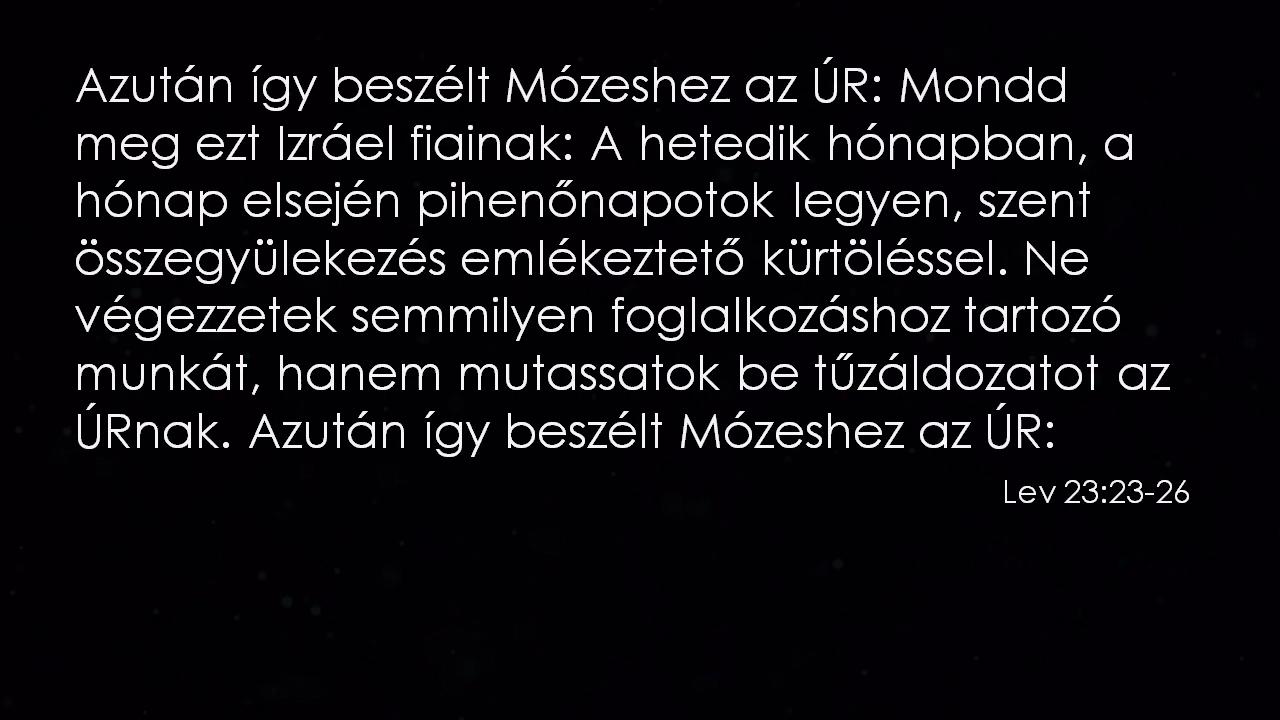 Azután így beszélt Mózeshez az ÚR: Mondd
meg ezt Izráel fiainak: A hetedik hónapban, a
hónap elsején pihenőnapotok legyen, szent
összegyülekezés emlékeztető kürtöléssel. Ne
végezzetek semmilyen foglalkozáshoz tartozó
munkát, hanem mutassatok be tűzáldozatot az
ÚRnak. Azután így beszélt Mózeshez az ÚR:
Lev 23:23-26